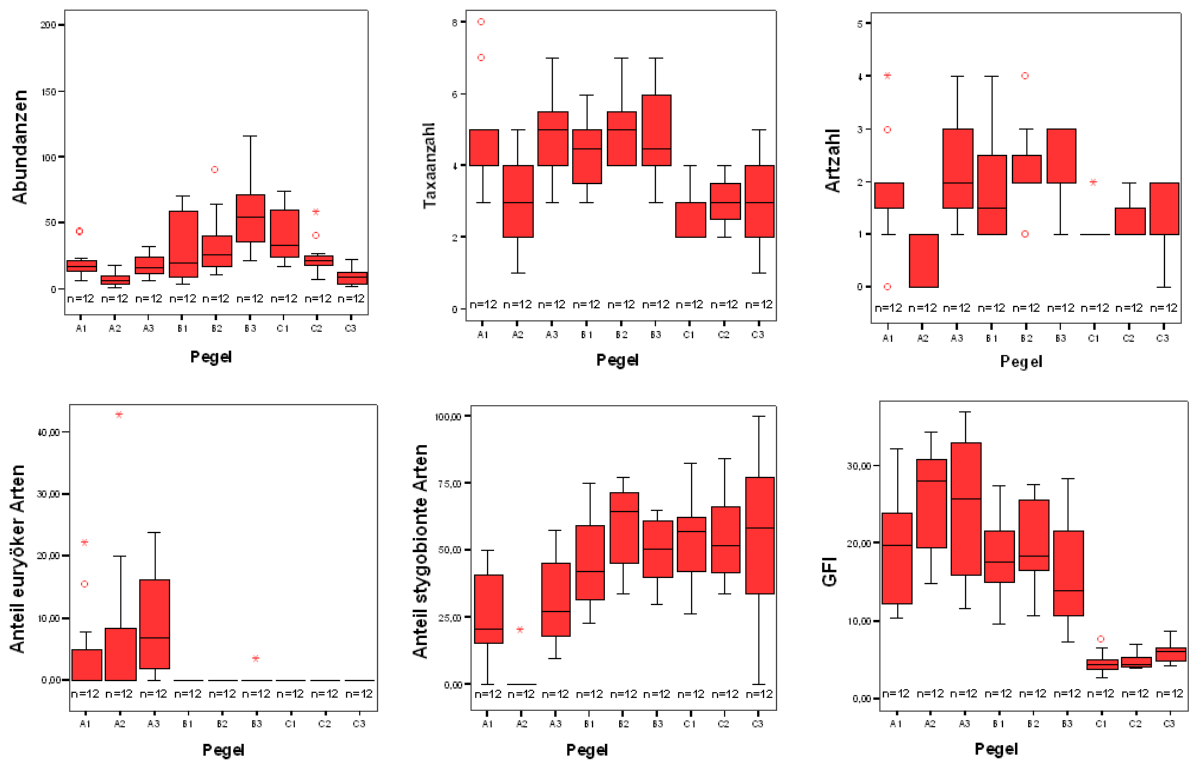 Abundanzen
200
150
100
50
0
n=12 n=12 n=12 n=12 n=12 n=12 n=12 n=12 n=12
A1 A2 A3 B1 B2 B3 C1 C2 C3
Pegel
Taxaanzahl
8
6
4
2
0
n=12 n=12 n=12 n=12 n=12 n=12 n=12 n=12 n=12
A1 A2 A3 B1 B2 B3 C1 C2 C3
Pegel
Artzahl
5
4
3
2
1
0
n=12 n=12 n=12 n=12 n=12 n=12 n=12 n=12 n=12
A1 A2 A3 B1 B2 B3 C1 C2 C3
Pegel
Anteil euryöker Arten
40,00
30,00
20,00
10,00
0,00
n=12 n=12 n=12 n=12 n=12 n=12 n=12 n=12 n=12
A1 A2 A3 B1 B2 B3 C1 C2 C3
Pegel
Anteil stygobionte Arten
100,00
75,00
50,00
25,00
0,00
n=12 n=12 n=12 n=12 n=12 n=12 n=12 n=12 n=12
A1 A2 A3 B1 B2 B3 C1 C2 C3
Pegel
GFI
30,00
20,00
10,00
0,00
n=12 n=12 n=12 n=12 n=12 n=12 n=12 n=12 n=12
A1 A2 A3 B1 B2 B3 C1 C2 C3
Pegel